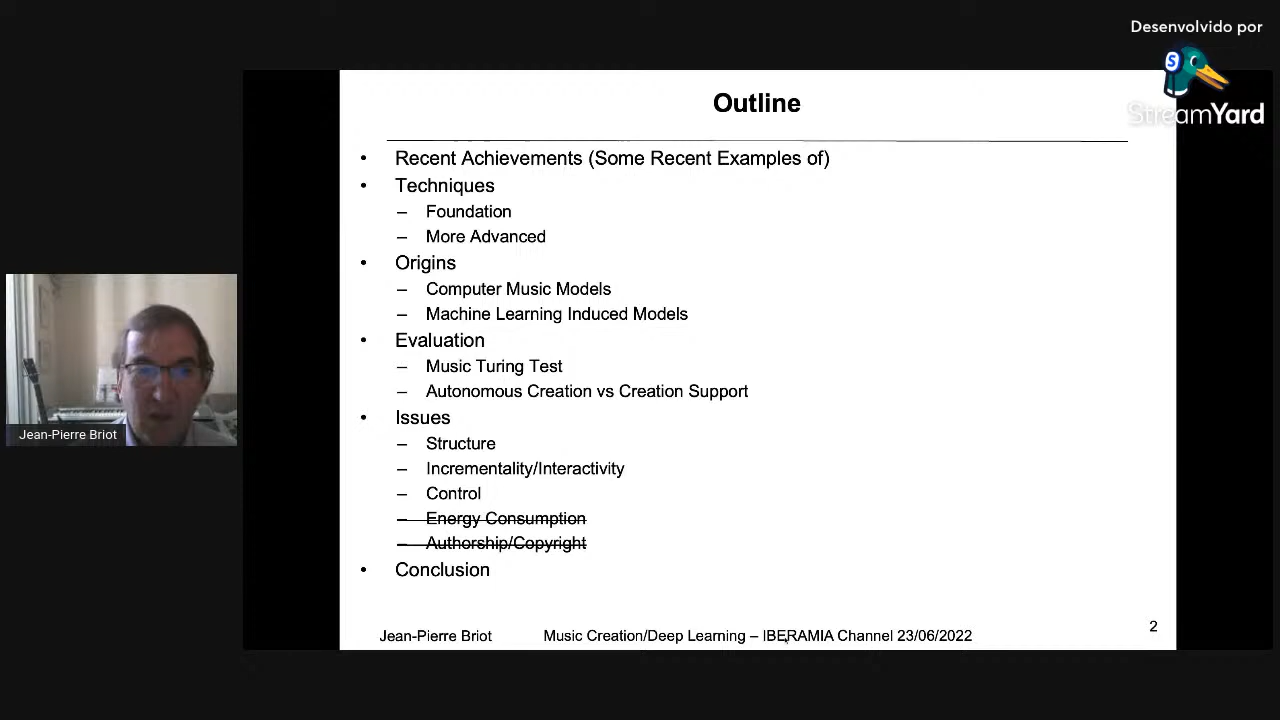 Desenvolvido por
StreamYard
Outline
• Recent Achievements (Some Recent Examples of)
• Techniques
– Foundation
– More Advanced
• Origins
– Computer Music Models
– Machine Learning Induced Models
• Evaluation
– Music Turing Test
– Autonomous Creation vs Creation Support
• Issues
– Structure
– Incrementality/Interactivity
– Control
– Energy Consumption
– Authorship/Copyright
• Conclusion
Jean-Pierre Briot
Jean-Pierre Briot Music Creation/Deep Learning – IBERAMIA Channel 23/06/2022 2